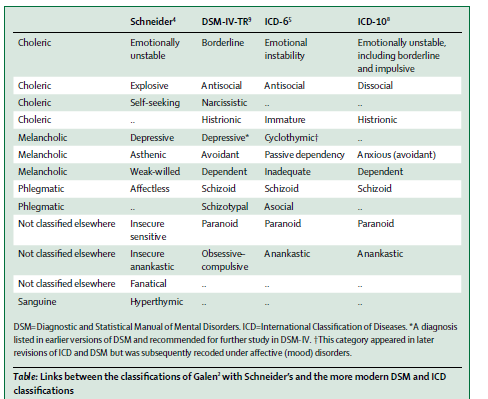 Schneider⁴ DSM-IV-TR⁹ ICD-6⁵ ICD-10⁸
Choleric Emotionally unstable Borderline Emotional instability Emotionally unstable, including borderline and impulsive
Choleric Explosive Antisocial Antisocial Dissocial
Choleric Self-seeking Narcissistic .. ..
Choleric .. Histrionic Immature Histrionic
Melancholic Depressive Depressive* Cyclothymic† ..
Melancholic Asthenic Avoidant Passive dependency Anxious (avoidant)
Melancholic Weak-willed Dependent Inadequate Dependent
Phlegmatic Affectless Schizoid Schizoid Schizoid
Phlegmatic .. Schizotypal Asocial ..
Not classified elsewhere Insecure sensitive Paranoid Paranoid Paranoid
Not classified elsewhere Insecure anankastic Obsessive-compulsive Anankastic Anankastic
Not classified elsewhere Fanatical .. .. ..
Sanguine Hyperthymic .. .. ..
DSM=Diagnostic and Statistical Manual of Mental Disorders. ICD=International Classification of Diseases. *A diagnosis
listed in earlier versions of DSM and recommended for further study in DSM-IV. †This category appeared in later
revisions of ICD and DSM but was subsequently recoded under affective (mood) disorders.
Table: Links between the classifications of Galen² with Schneider's and the more modern DSM and ICD
classifications